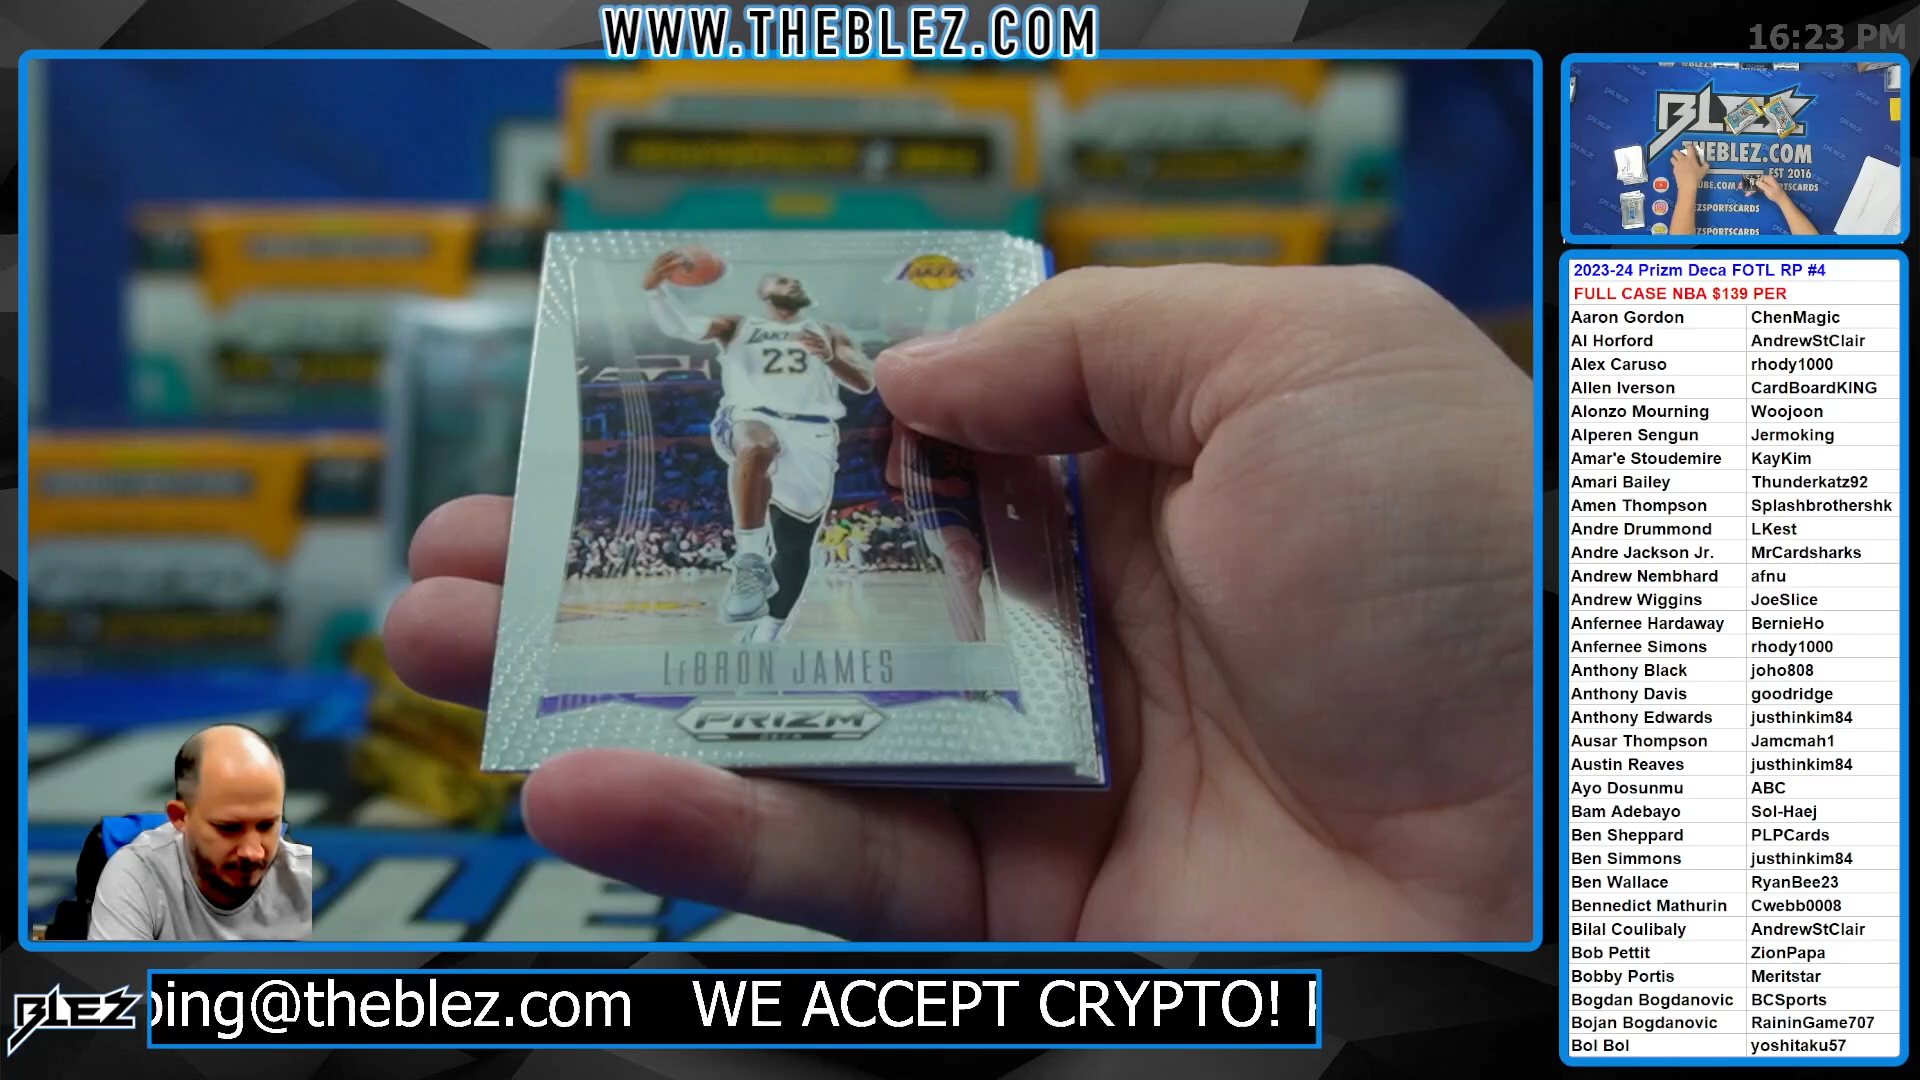 WWW.THEBLEZ.COM
16:23 PM
BLEZ
THEBLEZ.COM
EST 2016
LAKERS
LAKERS
23
LeBRON JAMES
PRIZM
DECA
2023-24 Prizm Deca FOTL RP #4
FULL CASE NBA $139 PER
Aaron Gordon ChenMagic
Al Horford AndrewStClair
Alex Caruso rhody1000
Allen Iverson CardBoardKING
Alonzo Mourning Woojoon
Alperen Sengun Jermoking
Amar'e Stoudemire KayKim
Amari Bailey Thunderkatz92
Amen Thompson Splashbrothershk
Andre Drummond LKest
Andre Jackson Jr. MrCardsharks
Andrew Nembhard afnu
Andrew Wiggins JoeSlice
Anfernee Hardaway BernieHo
Anfernee Simons rhody1000
Anthony Black joho808
Anthony Davis goodridge
Anthony Edwards justhinkim84
Ausar Thompson Jamcmah1
Austin Reaves justhinkim84
Ayo Dosunmu ABC
Bam Adebayo Sol-Haej
Ben Sheppard PLPCards
Ben Simmons justhinkim84
Ben Wallace RyanBee23
Bennedict Mathurin Cwebb0008
Bilal Coulibaly AndrewStClair
Bob Pettit ZionPapa
Bobby Portis Meritstar
Bogdan Bogdanovic BCSports
Bojan Bogdanovic RaininGame707
Bol Bol yoshitaku57
BLEZ
ping@theblez.com WE ACCEPT CRYPTO!